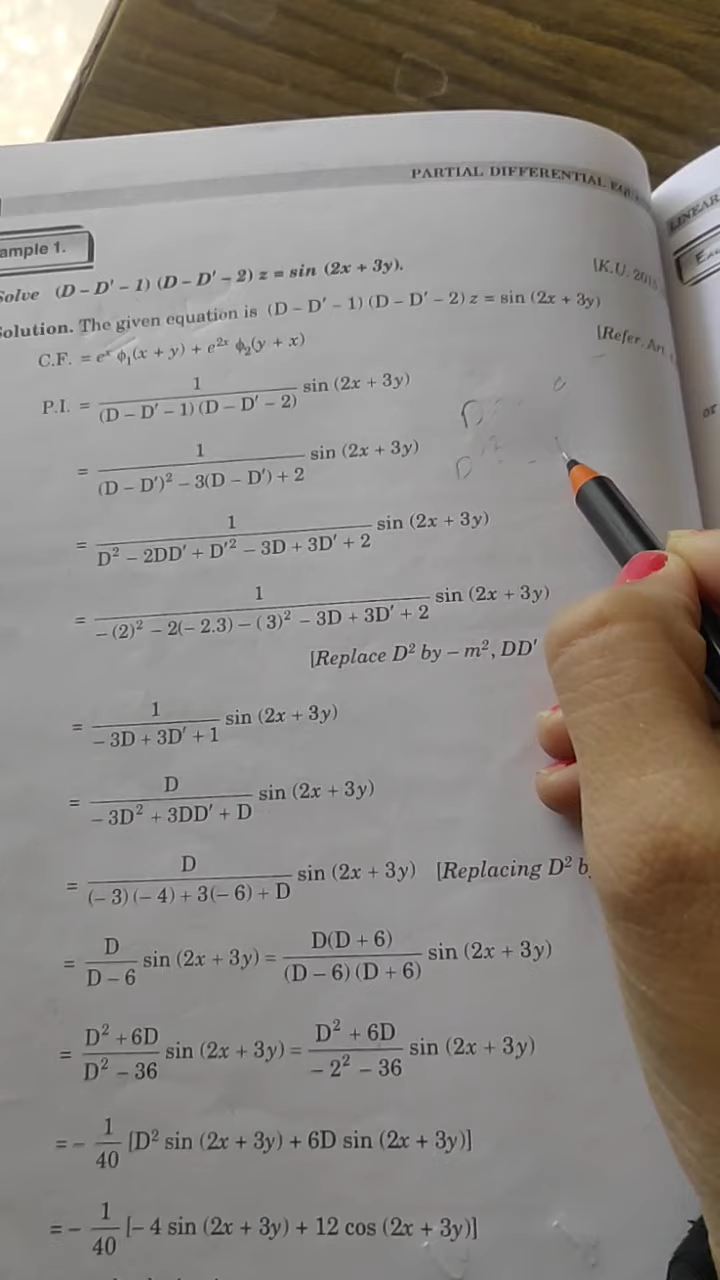 PARTIAL DIFFERENTIAL
LINEAR
ample 1.
Solve (D – D′ – 1) (D – D′ – 2) z = sin (2x + 3y).
[K.U. 2015
Solution. The given equation is (D – D′ – 1) (D – D′ – 2) z = sin (2x + 3y)
C.F. = eˣ ϕ₁(x + y) + e²ˣ ϕ₂(y + x)
[Refer. Art.
P.I. = 1/((D – D′ – 1) (D – D′ – 2)) sin (2x + 3y)
or
= 1/((D – D′)² – 3(D – D′) + 2) sin (2x + 3y)
D
D
= 1/(D² – 2DD′ + D′² – 3D + 3D′ + 2) sin (2x + 3y)
= 1/(– (2)² – 2(– 2.3) – (3)² – 3D + 3D′ + 2) sin (2x + 3y)
[Replace D² by – m², DD′
= 1/(– 3D + 3D′ + 1) sin (2x + 3y)
= D/(– 3D² + 3DD′ + D) sin (2x + 3y)
= D/((– 3) (– 4) + 3(– 6) + D) sin (2x + 3y) [Replacing D² b
= D/(D – 6) sin (2x + 3y) = D(D + 6)/((D – 6) (D + 6)) sin (2x + 3y)
= (D² + 6D)/(D² – 36) sin (2x + 3y) = (D² + 6D)/(– 2² – 36) sin (2x + 3y)
= – 1/40 [D² sin (2x + 3y) + 6D sin (2x + 3y)]
= – 1/40 [– 4 sin (2x + 3y) + 12 cos (2x + 3y)]